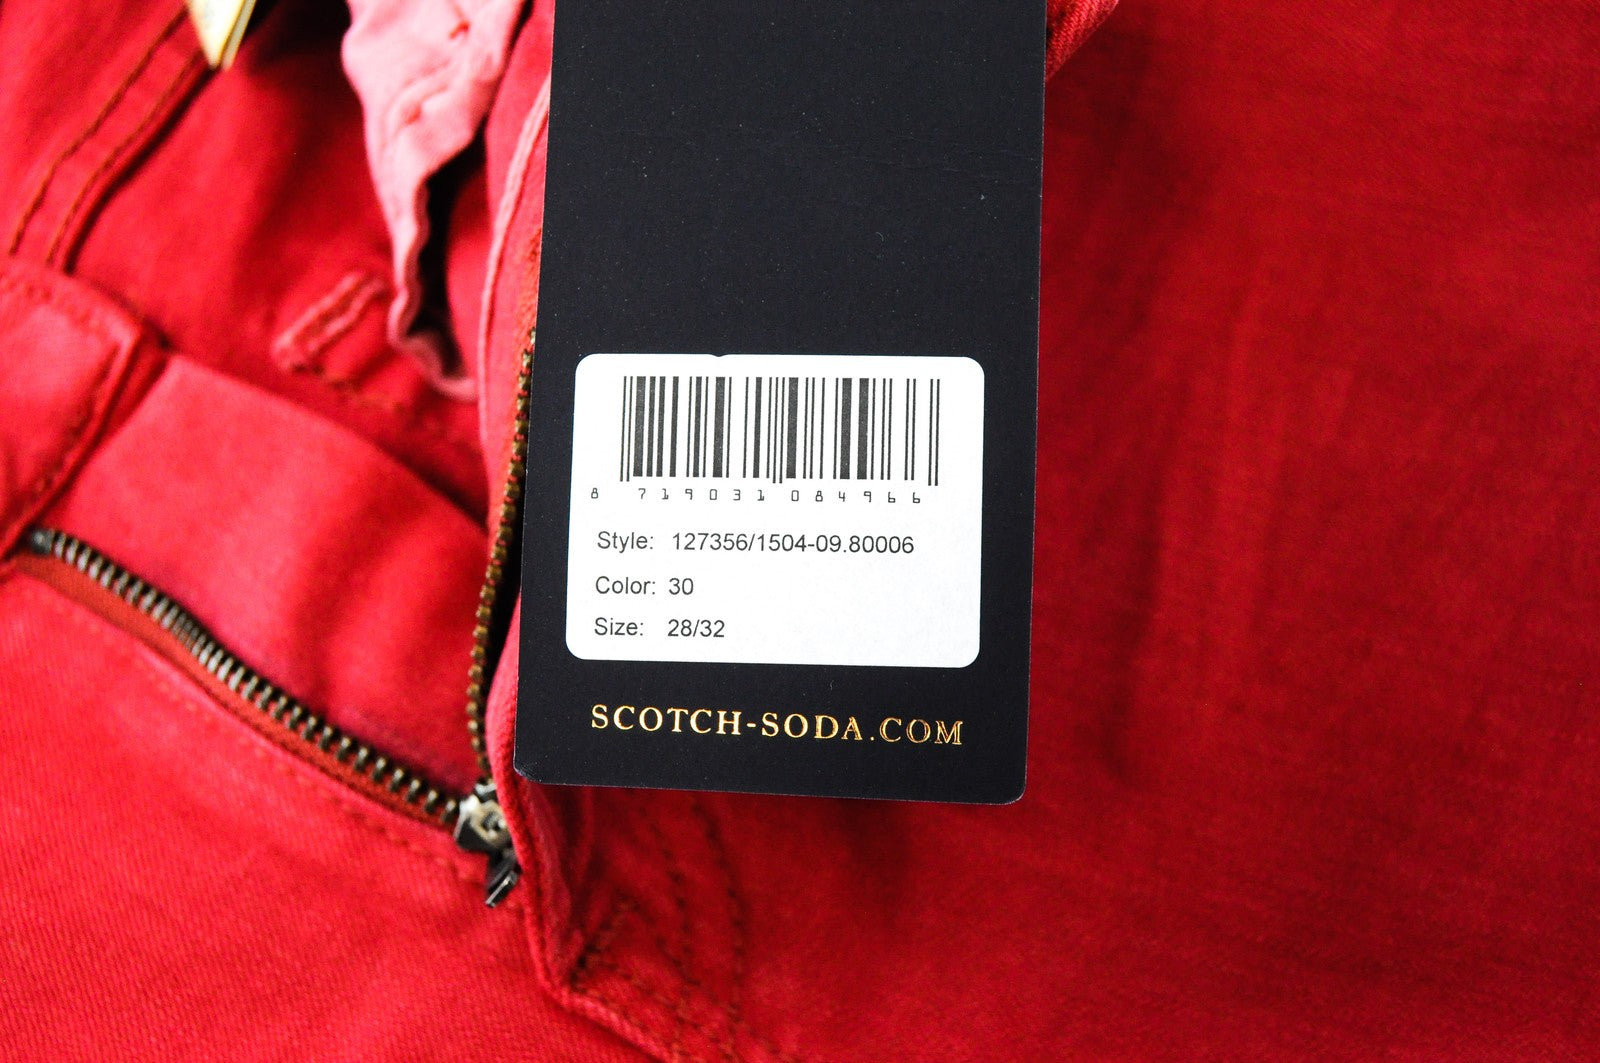 8 719031 084966
Style: 127356/1504-09.80006
Color: 30
Size: 28/32
SCOTCH-SODA.COM